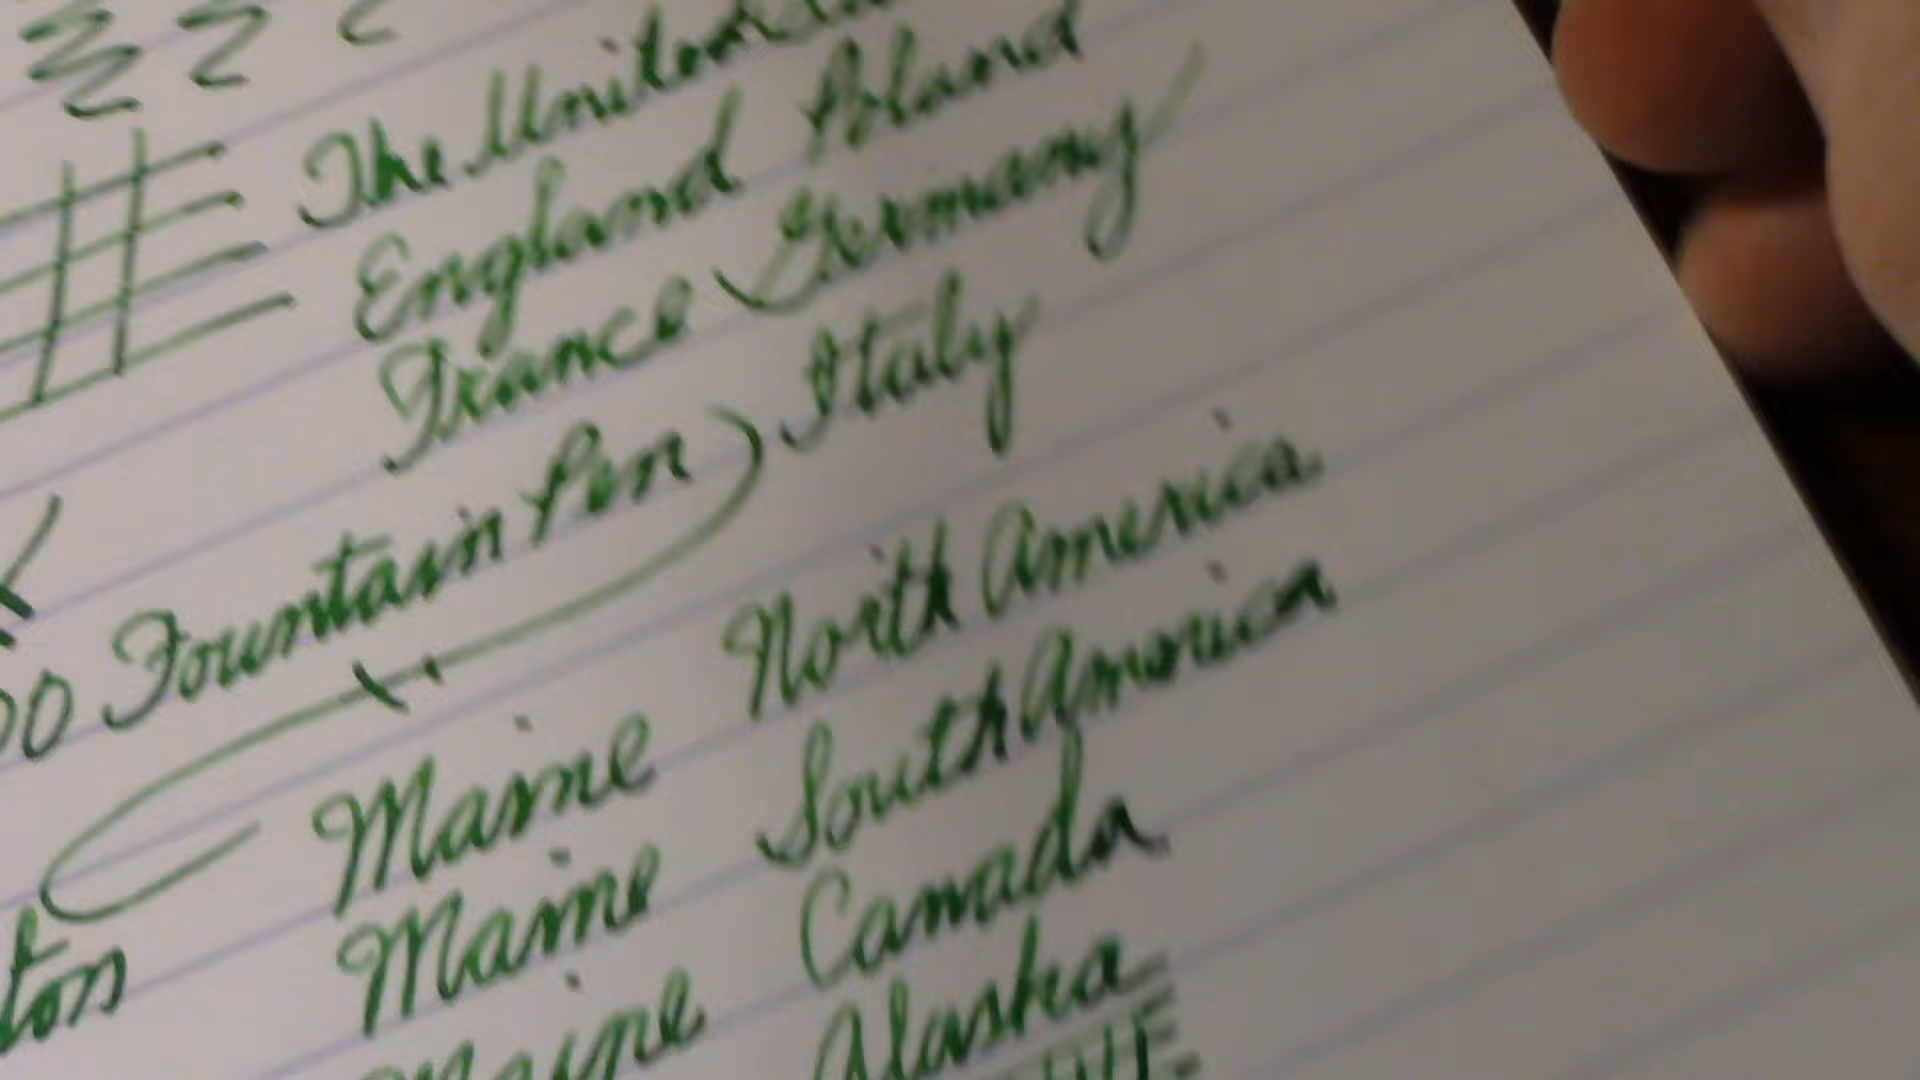 The United
England Poland
France Germany
Fountain Pen Italy
Maine North America
Maine South America
Maine Canada
Alaska